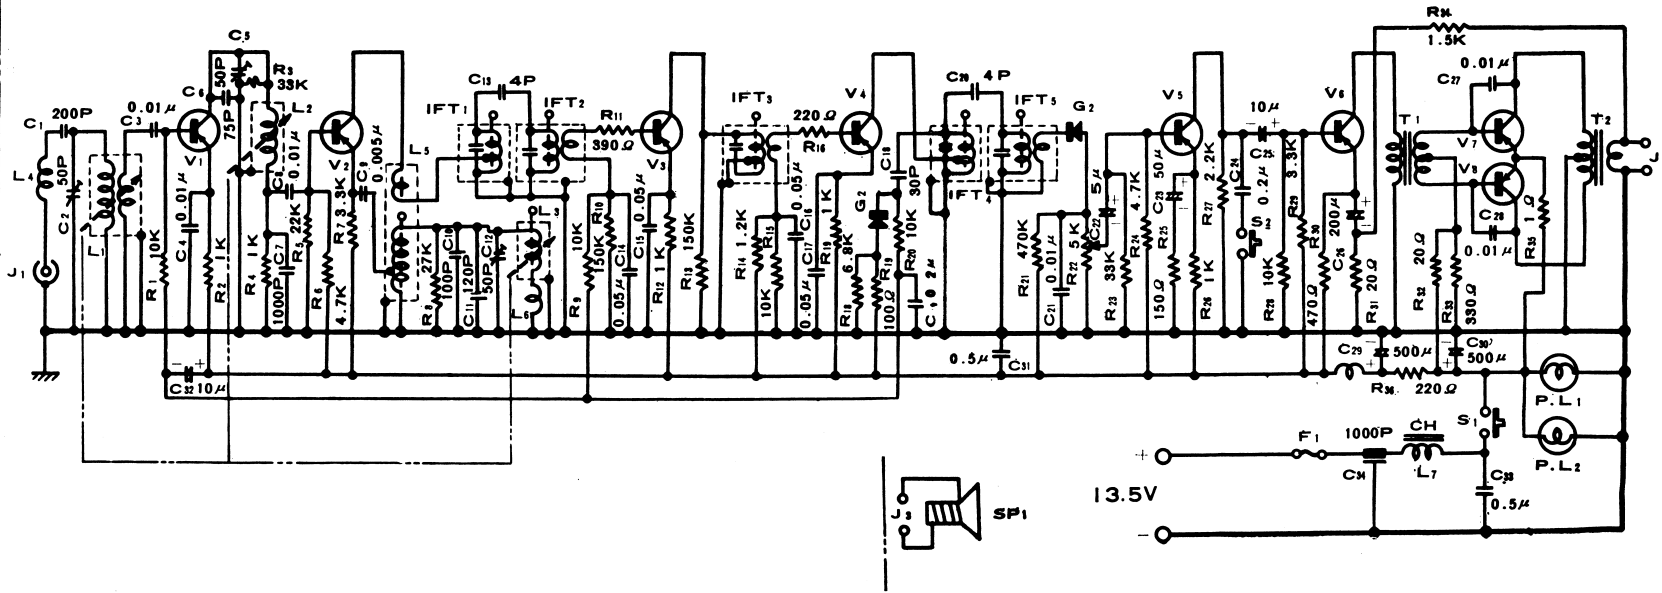 R34
1.5K
C5
50P
R3
33K
C6
75P
L2
C1
200P
0.01μ
C3
V1
L4
50P
C2
L1
J1
R1
10K
C4
0.01μ
R2
1K
R4
1K
C7
1000P
C8
0.01μ
R5
22K
V2
R6
4.7K
R7
3.3K
C9
0.005μ
L5
C13
4P
IFT1
IFT2
R11
390Ω
V3
R8
27K
C10
100P
C11
120P
C12
50P
L3
L6
R9
10K
R10
150K
C14
0.05μ
C15
0.05μ
R12
1K
R13
150K
IFT3
220Ω
R16
V4
R14
1.2K
R15
10K
C16
0.05μ
C17
0.05μ
R19
1K
R18
6.8K
R19
100Ω
G2
C18
30P
R20
10K
C19
0.2μ
C20
4P
IFT4
IFT5
G2
R21
470K
C21
0.01μ
R22
5K
C22
5μ
R23
33K
R24
4.7K
V5
C23
50μ
R25
150Ω
R26
1K
R27
2.2K
C24
0.2μ
S2
10μ
C25
R28
10K
R29
3.3K
R30
470Ω
V6
C26
200μ
R31
20Ω
T1
C27
0.01μ
V7
V8
C28
0.01μ
R32
20Ω
R33
330Ω
R35
1Ω
T2
J
C29
500μ
C30
500μ
R36
220Ω
0.5μ
C31
C32
10μ
P.L1
P.L2
S1
F1
1000P
C34
CH
L7
C33
0.5μ
+
13.5V
−
J3
SP1